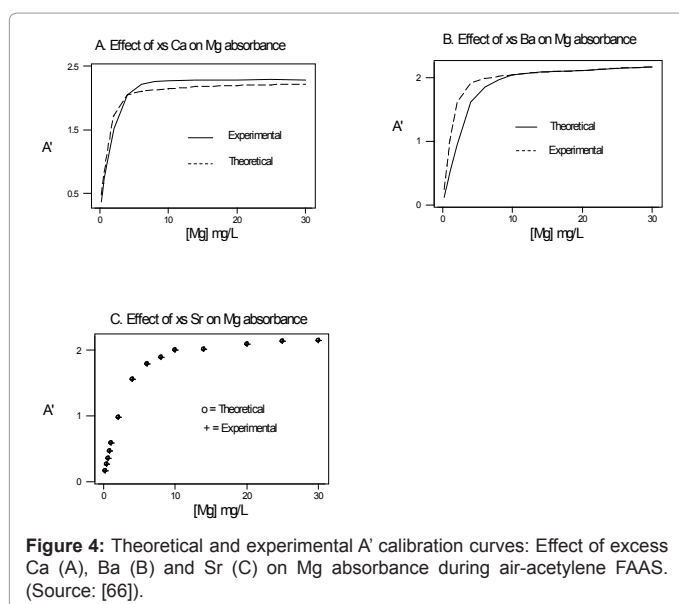 A. Effect of xs Ca on Mg absorbance
2.5
1.5
0.5
A'
Experimental
Theoretical
0
10
20
30
[Mg] mg/L
B. Effect of xs Ba on Mg absorbance
2
1
0
A'
Theoretical
Experimental
0
10
20
30
[Mg] mg/L
C. Effect of xs Sr on Mg absorbance
2
1
0
A'
o = Theoretical
+ = Experimental
0
10
20
30
[Mg] mg/L
Figure 4: Theoretical and experimental A' calibration curves: Effect of excess
Ca (A), Ba (B) and Sr (C) on Mg absorbance during air-acetylene FAAS.
(Source: [66]).